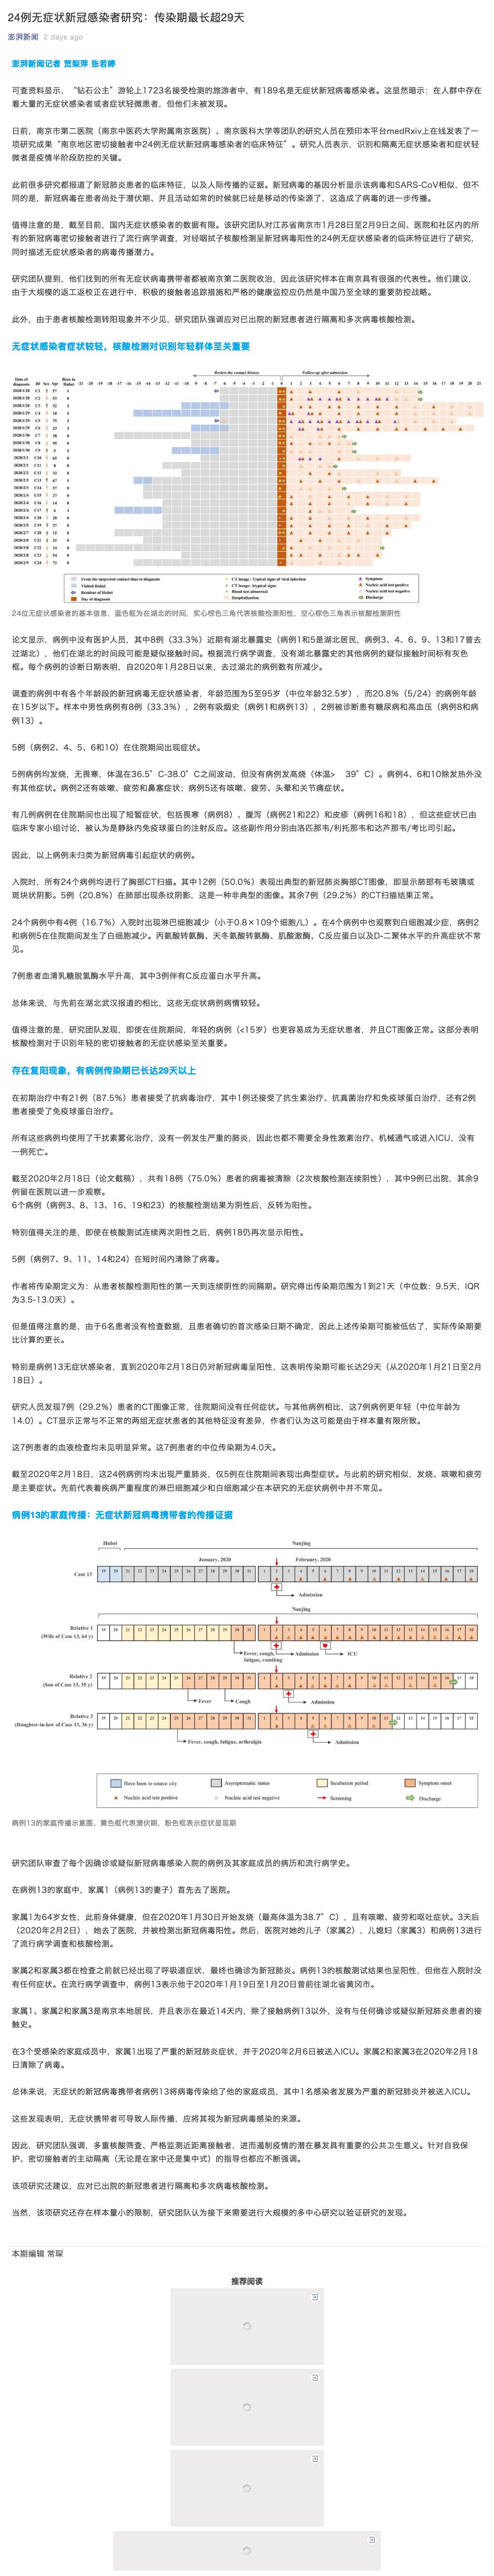 24例无症状新冠感染者研究：传染期最长超29天
澎湃新闻 2 days ago
澎湃新闻记者 贾梨萍 张若婷
可查资料显示，“钻石公主”游轮上1723名接受检测的旅游者中，有189名是无症状新冠病毒感染者。这显然暗示：在人群中存在
着大量的无症状感染者或者症状轻微患者，但他们未被发现。
日前，南京市第二医院（南京中医药大学附属南京医院）、南京医科大学等团队的研究人员在预印本平台medRxiv上在线发表了一
项研究成果“南京地区密切接触者中24例无症状新冠病毒感染者的临床特征”。研究人员表示，识别和隔离无症状感染者和症状轻
微者是疫情半阶段防控的关键。
此前很多研究都报道了新冠肺炎患者的临床特征，以及人际传播的证据。新冠病毒的基因分析显示该病毒和SARS-CoV相似，但不
同的是，新冠病毒在患者尚处于潜伏期、并且活动如常的时候就已经是移动的传染源了，这造成了病毒的进一步传播。
值得注意的是，截至目前，国内无症状感染者的数据有限。该研究团队对江苏省南京市1月28日至2月9日之间、医院和社区内的所
有的新冠病毒密切接触者进行了流行病学调查，对经咽拭子核酸检测呈新冠病毒阳性的24例无症状感染者的临床特征进行了研究，
同时描述无症状感染者的病毒传播潜力。
研究团队提到，他们找到的所有无症状病毒携带者都被南京第二医院收治，因此该研究样本在南京具有很强的代表性。他们建议，
由于大规模的返工返校正在进行中，积极的接触者追踪措施和严格的健康监控应仍然是中国乃至全球的重要防控战略。
此外，由于患者核酸检测转阳现象并不少见，研究团队强调应对已出院的新冠患者进行隔离和多次病毒核酸检测。
无症状感染者症状较轻，核酸检测对识别年轻群体至关重要
Review the contact history
Follow-up after admission
Date of diagnosis ID Sex Age Been to Hubei
From the suspected contact time to diagnosis
Visited Hubei
Resident of Hubei
Day of diagnosis
CT image: Typical signs of viral infection
CT image: Atypical signs
Blood test abnormal
Hospitalization
Symptom
Nucleic acid test positive
Nucleic acid test negative
Discharge
24位无症状感染者的基本信息，蓝色框为在湖北的时间，实心棕色三角代表核酸检测阳性，空心棕色三角表示核酸检测阴性
论文显示，病例中没有医护人员，其中8例（33.3%）近期有湖北暴露史（病例1和5是湖北居民，病例3、4、6、9、13和17曾去
过湖北），他们在湖北的时间段可能是疑似接触时间。根据流行病学调查，没有湖北暴露史的其他病例的疑似接触时间标有灰色
框。每个病例的诊断日期表明，自2020年1月28日以来，去过湖北的病例数有所减少。
调查的病例中有各个年龄段的新冠病毒无症状感染者，年龄范围为5至95岁（中位年龄32.5岁），而20.8%（5/24）的病例年龄
在15岁以下。样本中男性病例有8例（33.3%），2例有吸烟史（病例1和病例13），2例被诊断患有糖尿病和高血压（病例8和病
例13）。
5例（病例2、4、5、6和10）在住院期间出现症状。
5例病例均发烧，无畏寒，体温在36.5°C-38.0°C之间波动，但没有病例发高烧（体温> 39°C）。病例4、6和10除发热外没
有其他症状。病例2还有咳嗽、疲劳和鼻塞症状；病例5还有咳嗽、疲劳、头晕和关节痛症状。
有几例病例在住院期间也出现了短暂症状，包括畏寒（病例8）、腹泻（病例21和22）和皮疹（病例16和18），但这些症状已由
临床专家小组讨论，被认为是静脉内免疫球蛋白的注射反应。这些副作用分别由洛匹那韦/利托那韦和达芦那韦/考比司引起。
因此，以上病例未归类为新冠病毒引起症状的病例。
入院时，所有24个病例均进行了胸部CT扫描。其中12例（50.0%）表现出典型的新冠肺炎胸部CT图像，即显示肺部有毛玻璃或
斑块状阴影。5例（20.8%）在肺部出现条纹阴影，这是一种非典型的图像。其余7例（29.2%）的CT扫描结果正常。
24个病例中有4例（16.7%）入院时出现淋巴细胞减少（小于0.8×109个细胞/L）。在4个病例中也观察到白细胞减少症，病例2
和病例5在住院期间发生了白细胞减少。丙氨酸转氨酶、天冬氨酸转氨酶、肌酸激酶、C反应蛋白以及D-二聚体水平的升高症状不常
见。
7例患者血清乳糖脱氢酶水平升高，其中3例伴有C反应蛋白水平升高。
总体来说，与先前在湖北武汉报道的相比，这些无症状病例病情较轻。
值得注意的是，研究团队发现，即使在住院期间，年轻的病例（<15岁）也更容易成为无症状患者，并且CT图像正常。这部分表明
核酸检测对于识别年轻的密切接触者的无症状感染至关重要。
存在复阳现象，有病例传染期已长达29天以上
在初期治疗中有21例（87.5%）患者接受了抗病毒治疗，其中1例还接受了抗生素治疗、抗真菌治疗和免疫球蛋白治疗，还有2例
患者接受了免疫球蛋白治疗。
所有这些病例均使用了干扰素雾化治疗，没有一例发生严重的肺炎，因此也都不需要全身性激素治疗、机械通气或进入ICU，没有
一例死亡。
截至2020年2月18日（论文截稿），共有18例（75.0%）患者的病毒被清除（2次核酸检测连续阴性），其中9例已出院，其余9
例留在医院以进一步观察。
6个病例（病例3、8、13、16、19和23）的核酸检测结果为阴性后，反转为阳性。
特别值得关注的是，即使在核酸测试连续两次阴性之后，病例18仍再次显示阳性。
5例（病例7、9、11、14和24）在短时间内清除了病毒。
作者将传染期定义为：从患者核酸检测阳性的第一天到连续阴性的间隔期。研究得出传染期范围为1到21天（中位数：9.5天，IQR
为3.5-13.0天）。
但是值得注意的是，由于6名患者没有检查数据，且患者确切的首次感染日期不确定，因此上述传染期可能被低估了，实际传染期要
比计算的更长。
特别是病例13无症状感染者，直到2020年2月18日仍对新冠病毒呈阳性，这表明传染期可能长达29天（从2020年1月21日至2月
18日）。
研究人员发现7例（29.2%）患者的CT图像正常，住院期间没有任何症状。与其他病例相比，这7例病例更年轻（中位年龄为
14.0）。CT显示正常与不正常的两组无症状患者的其他特征没有差异，作者们认为这可能是由于样本量有限所致。
这7例患者的血液检查均未见明显异常。这7例患者的中位传染期为4.0天。
截至2020年2月18日，这24例病例均未出现严重肺炎，仅5例在住院期间表现出典型症状。与此前的研究相似，发烧、咳嗽和疲劳
是主要症状。先前代表着疾病严重程度的淋巴细胞减少和白细胞减少在本研究的无症状病例中并不常见。
病例13的家庭传播：无症状新冠病毒携带者的传播证据
Hubei Nanjing
January, 2020 February, 2020
Case 13
Admission
Nanjing
Relative 1
(Wife of Case 13, 64 y)
Fever, cough, fatigue, vomiting
Admission
ICU
Relative 2
(Son of Case 13, 35 y)
Fever
Cough
Admission
Relative 3
(Daughter-in-law of Case 13, 36 y)
Fever, cough, fatigue, arthralgia
Admission
Have been to source city
Asymptomatic status
Incubation period
Symptom onset
Nucleic acid test positive
Nucleic acid test negative
Screening
Discharge
病例13的家庭传播示意图，黄色框代表潜伏期，粉色框表示症状显现期
研究团队审查了每个因确诊或疑似新冠病毒感染入院的病例及其家庭成员的病历和流行病学史。
在病例13的家庭中，家属1（病例13的妻子）首先去了医院。
家属1为64岁女性，此前身体健康，但在2020年1月30日开始发烧（最高体温为38.7°C），且有咳嗽、疲劳和呕吐症状。3天后
（2020年2月2日），她去了医院，并被检测出新冠病毒阳性。然后，医院对她的儿子（家属2），儿媳妇（家属3）和病例13进行
了流行病学调查和核酸检测。
家属2和家属3都在检查之前就已经出现了呼吸道症状，最终也确诊为新冠肺炎。病例13的核酸测试结果也呈阳性，但他在入院时没
有任何症状。在流行病学调查中，病例13表示他于2020年1月19日至1月20日曾前往湖北省黄冈市。
家属1、家属2和家属3是南京本地居民，并且表示在最近14天内，除了接触病例13以外，没有与任何确诊或疑似新冠肺炎患者的接
触史。
在3个受感染的家庭成员中，家属1出现了严重的新冠肺炎症状，并于2020年2月6日被送入ICU。家属2和家属3在2020年2月18
日清除了病毒。
总体来说，无症状的新冠病毒携带者病例13将病毒传染给了他的家庭成员，其中1名感染者发展为严重的新冠肺炎并被送入ICU。
这些发现表明，无症状携带者可导致人际传播，应将其视为新冠病毒感染的来源。
因此，研究团队强调，多重核酸筛查、严格监测近距离接触者，进而遏制疫情的潜在暴发具有重要的公共卫生意义。针对自我保
护、密切接触者的主动隔离（无论是在家中还是集中式）的指导也都应不断强调。
该项研究还建议，应对已出院的新冠患者进行隔离和多次病毒核酸检测。
当然，该项研究还存在样本量小的限制，研究团队认为接下来需要进行大规模的多中心研究以验证研究的发现。
本期编辑 常琛
推荐阅读